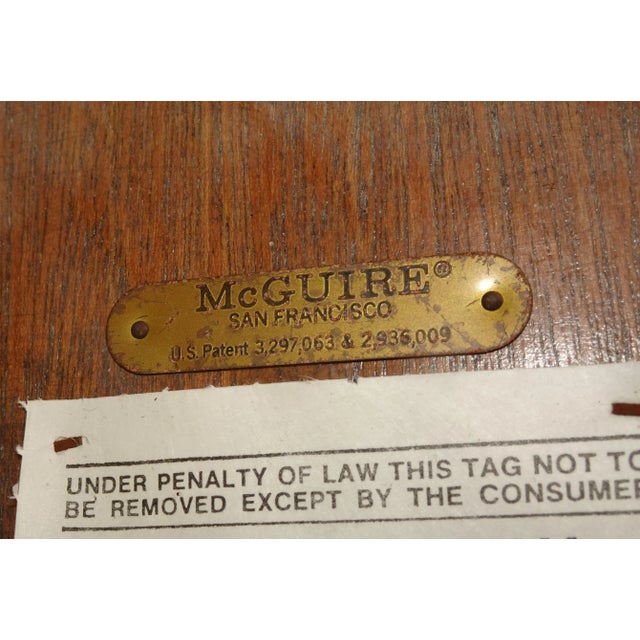 McGUIRE®
SAN FRANCISCO
U.S. Patent 3,297,063 & 2,936,009
UNDER PENALTY OF LAW THIS TAG NOT TO
BE REMOVED EXCEPT BY THE CONSUMER